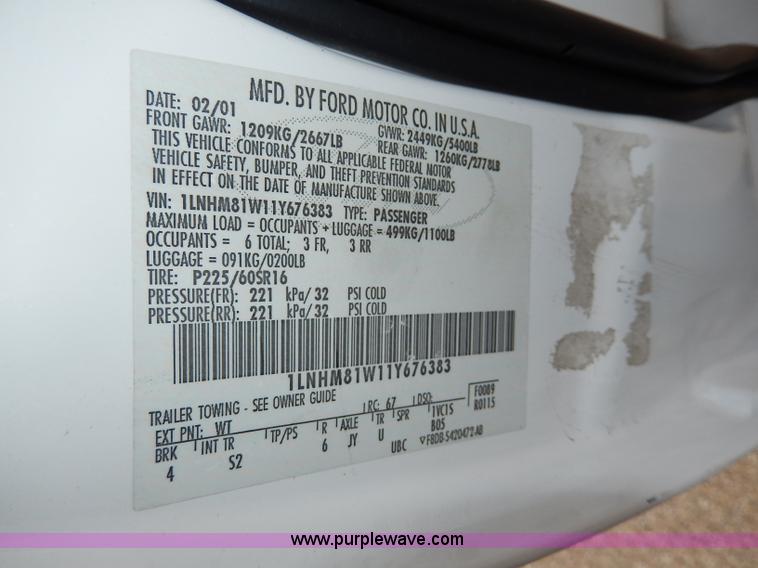 MFD. BY FORD MOTOR CO. IN U.S.A.
DATE: 02/01 GVWR: 2449KG/5400LB
FRONT GAWR: 1209KG/2667LB REAR GAWR: 1260KG/2778LB
THIS VEHICLE CONFORMS TO ALL APPLICABLE FEDERAL MOTOR
VEHICLE SAFETY, BUMPER, AND THEFT PREVENTION STANDARDS
IN EFFECT ON THE DATE OF MANUFACTURE SHOWN ABOVE.
VIN: 1LNHM81W11Y676383 TYPE: PASSENGER
MAXIMUM LOAD = OCCUPANTS + LUGGAGE = 499KG/1100LB
OCCUPANTS = 6 TOTAL; 3 FR, 3 RR
LUGGAGE = 091KG/0200LB
TIRE: P225/60SR16
PRESSURE(FR): 221 kPa/32 PSI COLD
PRESSURE(RR): 221 kPa/32 PSI COLD
1LNHM81W11Y676383
TRAILER TOWING - SEE OWNER GUIDE
EXT PNT: WT RC: 67 DSO: F0089
R0115
BRK INT TR TP/PS R AXLE TR SPR 1VC1S
4 S2 6 JY U B05
UBC F8DB-5420472-AB
www.purplewave.com